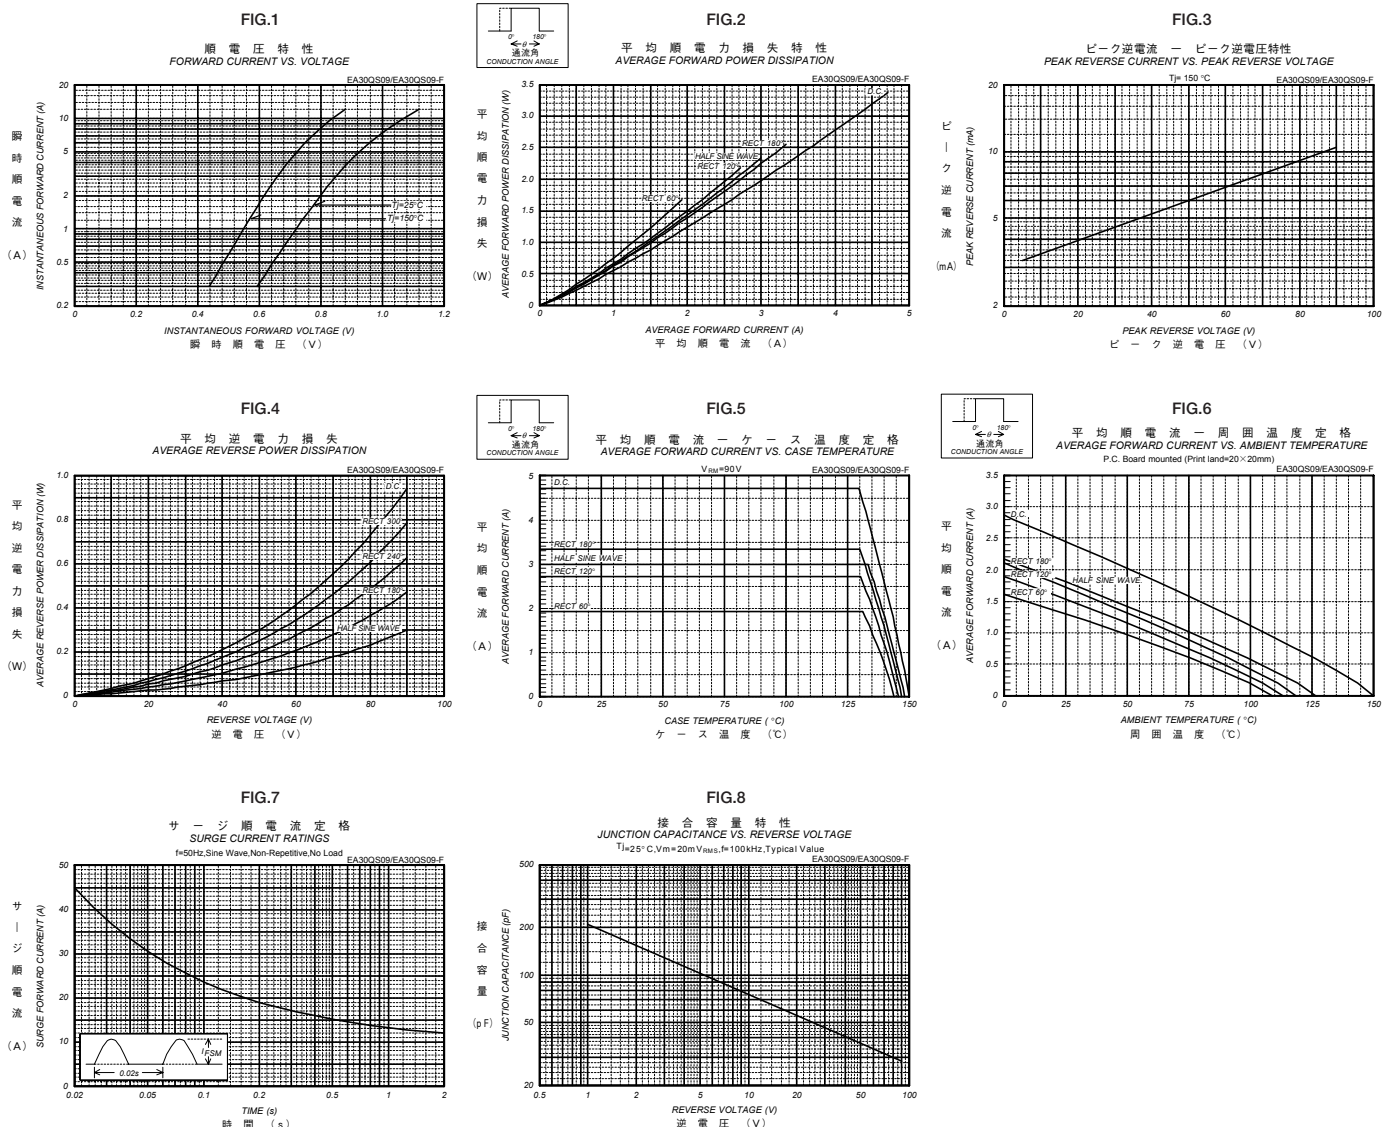 FIG.1
順 電 圧 特 性
FORWARD CURRENT VS. VOLTAGE
EA30QS09/EA30QS09-F
瞬 時 順 電 流 (A)
INSTANTANEOUS FORWARD CURRENT (A)
20
10
5
2
1
0.5
0.2
Tj=25°C
Tj=150°C
0 0.2 0.4 0.6 0.8 1.0 1.2
INSTANTANEOUS FORWARD VOLTAGE (V)
瞬 時 順 電 圧 (V)
0° 180°
θ
通流角
CONDUCTION ANGLE
FIG.2
平 均 順 電 力 損 失 特 性
AVERAGE FORWARD POWER DISSIPATION
EA30QS09/EA30QS09-F
平 均 順 電 力 損 失 (W)
AVERAGE FORWARD POWER DISSIPATION (W)
3.5
3.0
2.5
2.0
1.5
1.0
0.5
0
D.C.
RECT 180°
HALF SINE WAVE
RECT 120°
RECT 60°
0 1 2 3 4 5
AVERAGE FORWARD CURRENT (A)
平 均 順 電 流 (A)
FIG.3
ピーク逆電流 ー ピーク逆電圧特性
PEAK REVERSE CURRENT VS. PEAK REVERSE VOLTAGE
Tj= 150 °C
EA30QS09/EA30QS09-F
ピ ー ク 逆 電 流 (mA)
PEAK REVERSE CURRENT (mA)
20
10
5
2
0 20 40 60 80 100
PEAK REVERSE VOLTAGE (V)
ピ ー ク 逆 電 圧 (V)
FIG.4
平 均 逆 電 力 損 失
AVERAGE REVERSE POWER DISSIPATION
EA30QS09/EA30QS09-F
平 均 逆 電 力 損 失 (W)
AVERAGE REVERSE POWER DISSIPATION (W)
1.0
0.8
0.6
0.4
0.2
0
D.C.
RECT 300°
RECT 240°
RECT 180°
HALF SINE WAVE
0 20 40 60 80 100
REVERSE VOLTAGE (V)
逆 電 圧 (V)
0° 180°
θ
通流角
CONDUCTION ANGLE
FIG.5
平 均 順 電 流 ー ケ ー ス 温 度 定 格
AVERAGE FORWARD CURRENT VS. CASE TEMPERATURE
VRM=90V
EA30QS09/EA30QS09-F
平 均 順 電 流 (A)
AVERAGE FORWARD CURRENT (A)
5
4
3
2
1
0
D.C.
RECT 180°
HALF SINE WAVE
RECT 120°
RECT 60°
0 25 50 75 100 125 150
CASE TEMPERATURE ( °C)
ケ ー ス 温 度 (℃)
0° 180°
θ
通流角
CONDUCTION ANGLE
FIG.6
平 均 順 電 流 ー 周 囲 温 度 定 格
AVERAGE FORWARD CURRENT VS. AMBIENT TEMPERATURE
P.C. Board mounted (Print land=20×20mm)
EA30QS09/EA30QS09-F
平 均 順 電 流 (A)
AVERAGE FORWARD CURRENT (A)
3.5
3.0
2.5
2.0
1.5
1.0
0.5
0
D.C.
RECT 180°
RECT 120°
HALF SINE WAVE
RECT 60°
0 25 50 75 100 125 150
AMBIENT TEMPERATURE ( °C)
周 囲 温 度 (℃)
FIG.7
サ ー ジ 順 電 流 定 格
SURGE CURRENT RATINGS
f=50Hz,Sine Wave,Non-Repetitive,No Load
EA30QS09/EA30QS09-F
サ ー ジ 順 電 流 (A)
SURGE FORWARD CURRENT (A)
50
40
30
20
10
0
IFSM
0.02s
0.02 0.05 0.1 0.2 0.5 1 2
TIME (s)
時 間 (s)
FIG.8
接 合 容 量 特 性
JUNCTION CAPACITANCE VS. REVERSE VOLTAGE
Tj=25°C,Vm=20mVRMS,f=100kHz,Typical Value
EA30QS09/EA30QS09-F
接 合 容 量 (pF)
JUNCTION CAPACITANCE (pF)
500
200
100
50
20
0.5 1 2 5 10 20 50 100
REVERSE VOLTAGE (V)
逆 電 圧 (V)